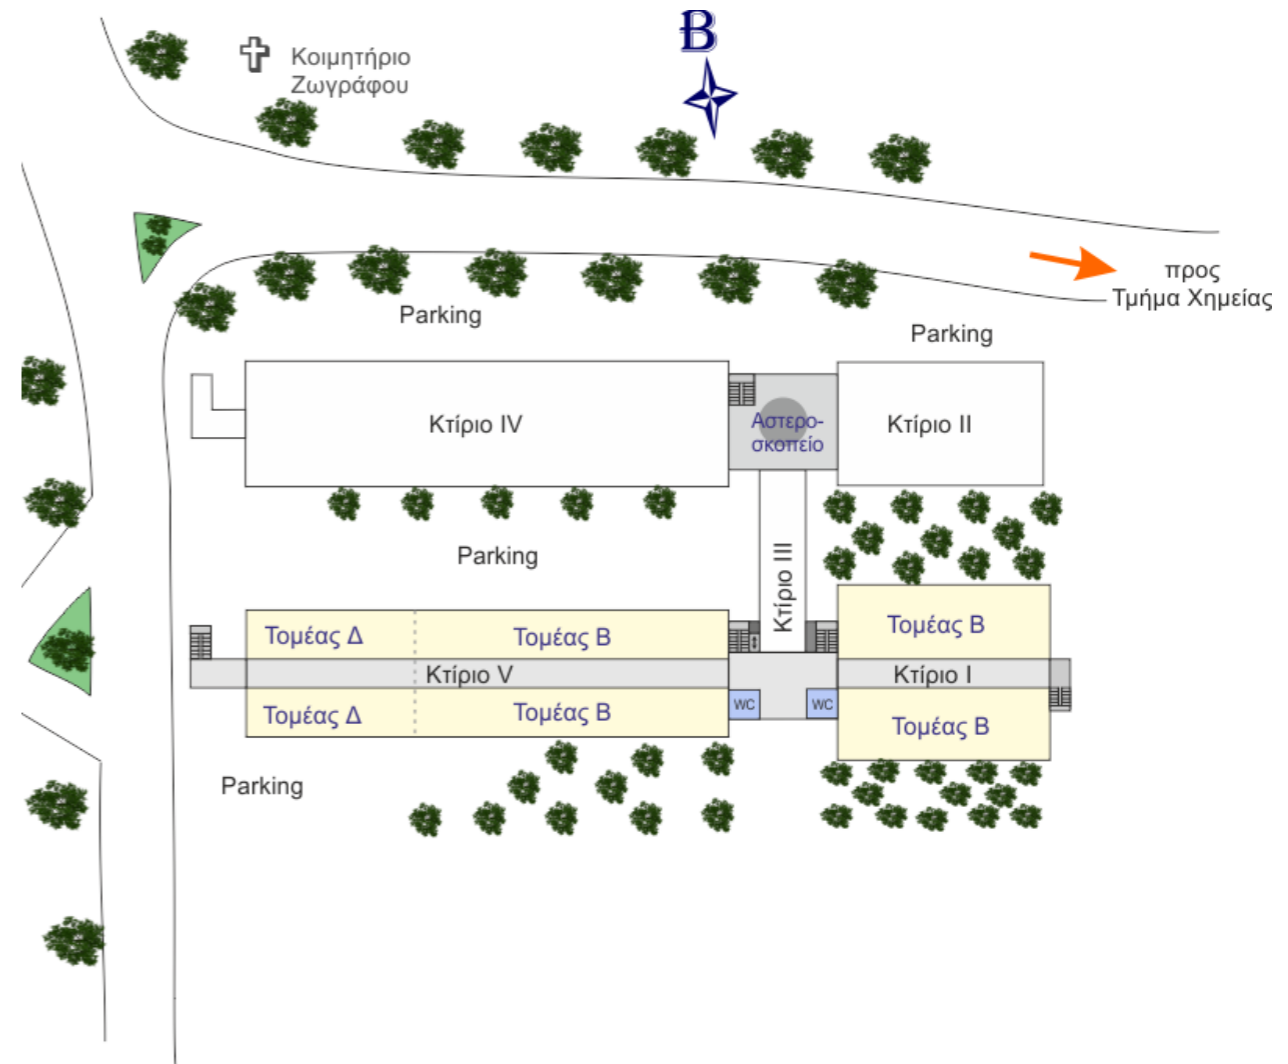 B
Κοιμητήριο
Ζωγράφου
προς
Τμήμα Χημείας
Parking
Parking
Κτίριο IV
Αστερο-
σκοπείο
Κτίριο II
Κτίριο III
Parking
Τομέας Δ
Τομέας Β
Τομέας Β
Κτίριο V
Κτίριο I
WC
WC
Τομέας Δ
Τομέας Β
Τομέας Β
Parking